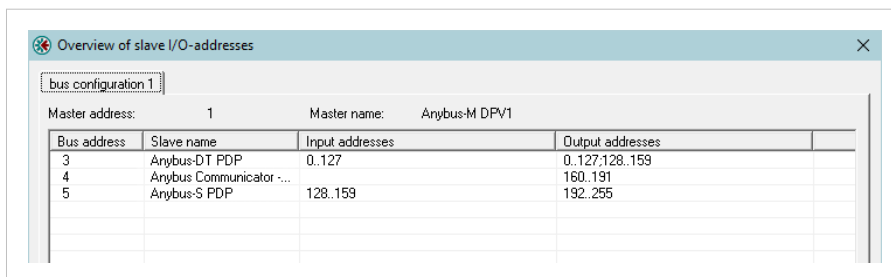 Overview of slave I/O-addresses
bus configuration 1
Master address: 1 Master name: Anybus-M DPV1
Bus address Slave name Input addresses Output addresses
3 Anybus-DT PDP 0..127 0..127;128..159
4 Anybus Communicator -... 160..191
5 Anybus-S PDP 128..159 192..255